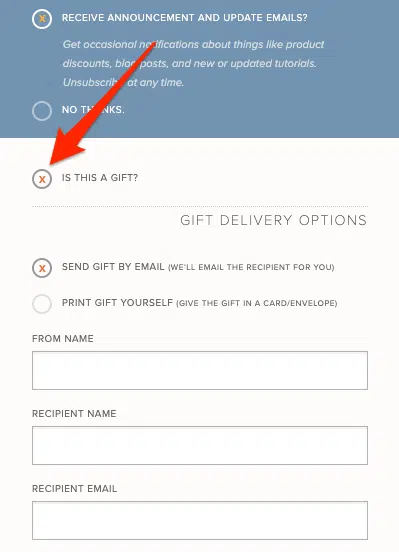 RECEIVE ANNOUNCEMENT AND UPDATE EMAILS?
Get occasional notifications about things like product
discounts, blog posts, and new or updated tutorials.
Unsubscribe at any time.
NO THANKS.
IS THIS A GIFT?
GIFT DELIVERY OPTIONS
SEND GIFT BY EMAIL (WE'LL EMAIL THE RECIPIENT FOR YOU)
PRINT GIFT YOURSELF (GIVE THE GIFT IN A CARD/ENVELOPE)
FROM NAME
RECIPIENT NAME
RECIPIENT EMAIL